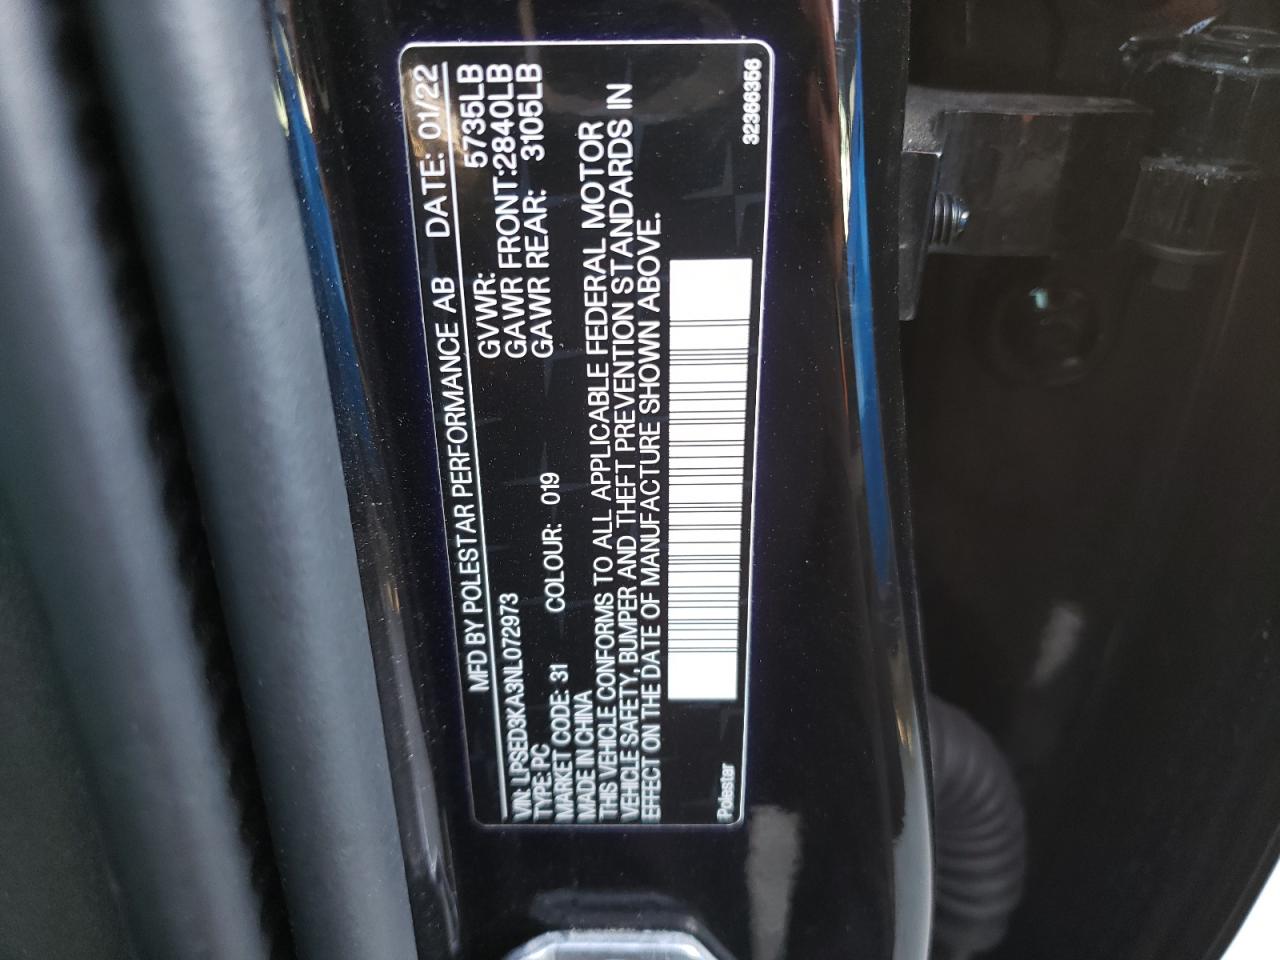 MFD BY POLESTAR PERFORMANCE AB DATE: 01/22
GVWR: 5735LB
VIN: LPSED3KA3NL072973 GAWR FRONT:2840LB
TYPE: PC GAWR REAR: 3105LB
MARKET CODE: 31 COLOUR: 019
MADE IN CHINA
THIS VEHICLE CONFORMS TO ALL APPLICABLE FEDERAL MOTOR
VEHICLE SAFETY, BUMPER AND THEFT PREVENTION STANDARDS IN
EFFECT ON THE DATE OF MANUFACTURE SHOWN ABOVE.
Polestar 32366356